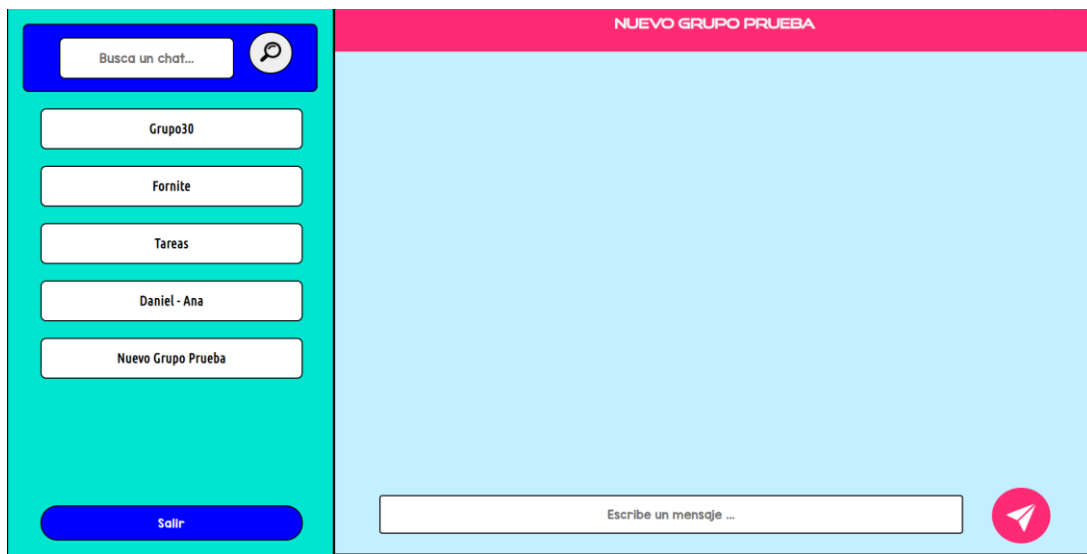 Busca un chat...
Grupo30
Fornite
Tareas
Daniel - Ana
Nuevo Grupo Prueba
Salir
NUEVO GRUPO PRUEBA
Escribe un mensaje ...